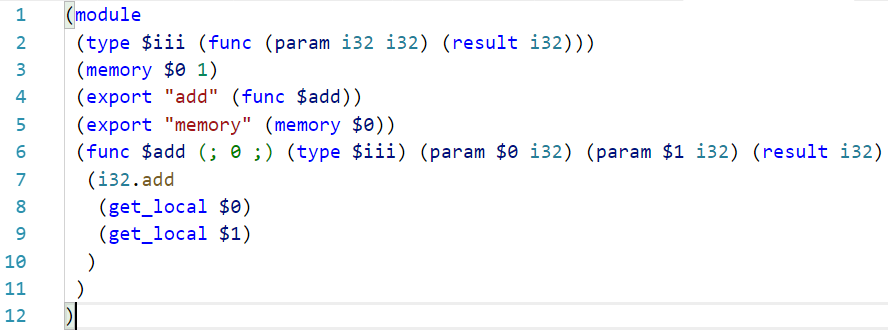 1 (module
2 (type $iii (func (param i32 i32) (result i32)))
3 (memory $0 1)
4 (export "add" (func $add))
5 (export "memory" (memory $0))
6 (func $add (; 0 ;) (type $iii) (param $0 i32) (param $1 i32) (result i32)
7 (i32.add
8 (get_local $0)
9 (get_local $1)
10 )
11 )
12 )